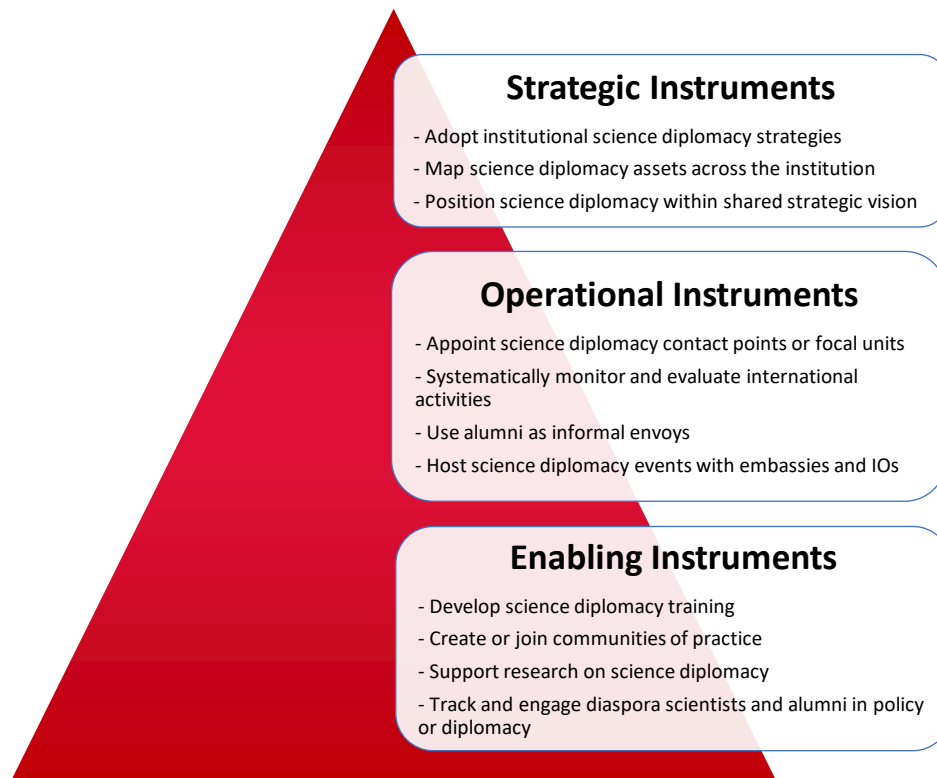 Strategic Instruments
- Adopt institutional science diplomacy strategies
- Map science diplomacy assets across the institution
- Position science diplomacy within shared strategic vision
Operational Instruments
- Appoint science diplomacy contact points or focal units
- Systematically monitor and evaluate international
activities
- Use alumni as informal envoys
- Host science diplomacy events with embassies and IOs
Enabling Instruments
- Develop science diplomacy training
- Create or join communities of practice
- Support research on science diplomacy
- Track and engage diaspora scientists and alumni in policy
or diplomacy